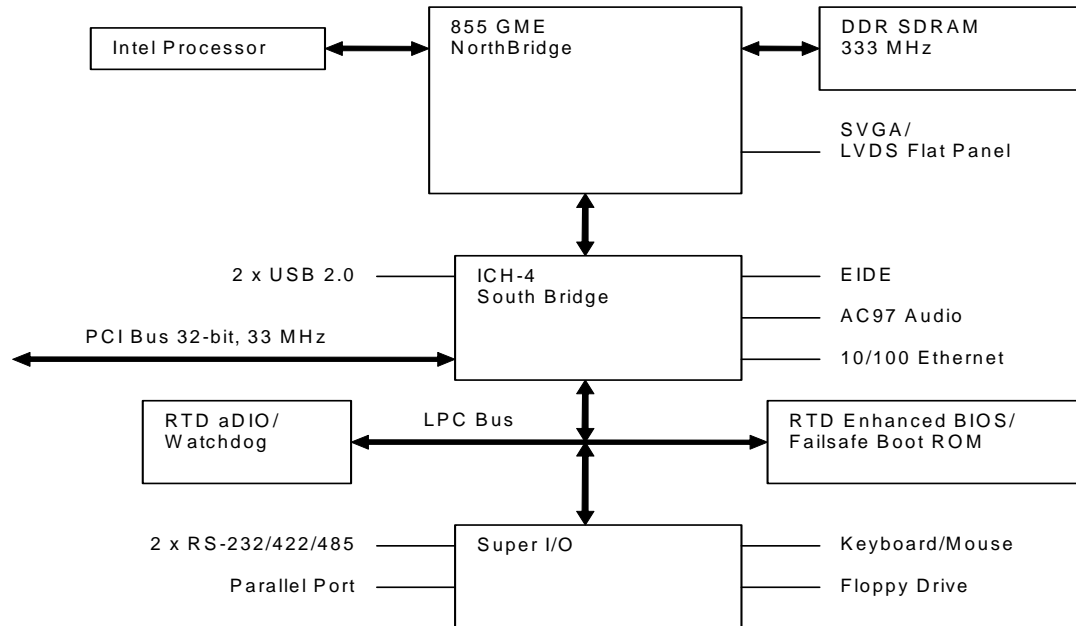 Intel Processor
855 GME
NorthBridge
DDR SDRAM
333 MHz
SVGA/
LVDS Flat Panel
2 x USB 2.0
ICH-4
South Bridge
EIDE
AC97 Audio
PCI Bus 32-bit, 33 MHz
10/100 Ethernet
RTD aDIO/
Watchdog
LPC Bus
RTD Enhanced BIOS/
Failsafe Boot ROM
2 x RS-232/422/485
Super I/O
Keyboard/Mouse
Parallel Port
Floppy Drive